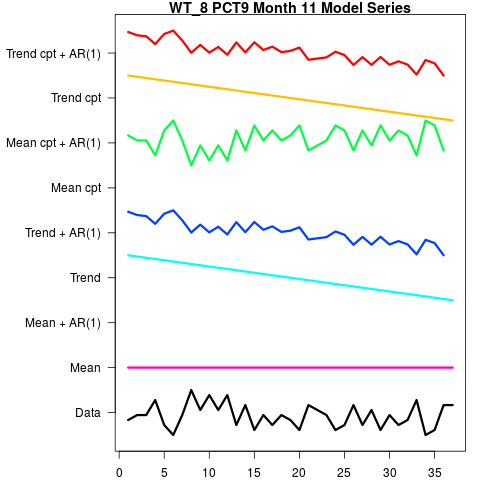 WT_8 PCT9 Month 11 Model Series
Trend cpt + AR(1)
Trend cpt
Mean cpt + AR(1)
Mean cpt
Trend + AR(1)
Trend
Mean + AR(1)
Mean
Data
0 5 10 15 20 25 30 35